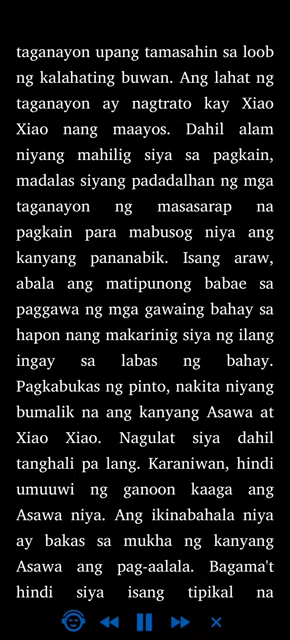 taganayon upang tamasahin sa loob
ng kalahating buwan. Ang lahat ng
taganayon ay nagtrato kay Xiao
Xiao nang maayos. Dahil alam
niyang mahilig siya sa pagkain,
madalas siyang padadalhan ng mga
taganayon ng masasarap na
pagkain para mabusog niya ang
kanyang pananabik. Isang araw,
abala ang matipunong babae sa
paggawa ng mga gawaing bahay sa
hapon nang makarinig siya ng ilang
ingay sa labas ng bahay.
Pagkabukas ng pinto, nakita niyang
bumalik na ang kanyang Asawa at
Xiao Xiao. Nagulat siya dahil
tanghali pa lang. Karaniwan, hindi
umuuwi ng ganoon kaaga ang
Asawa niya. Ang ikinabahala niya
ay bakas sa mukha ng kanyang
Asawa ang pag-aalala. Bagama't
hindi siya isang tipikal na